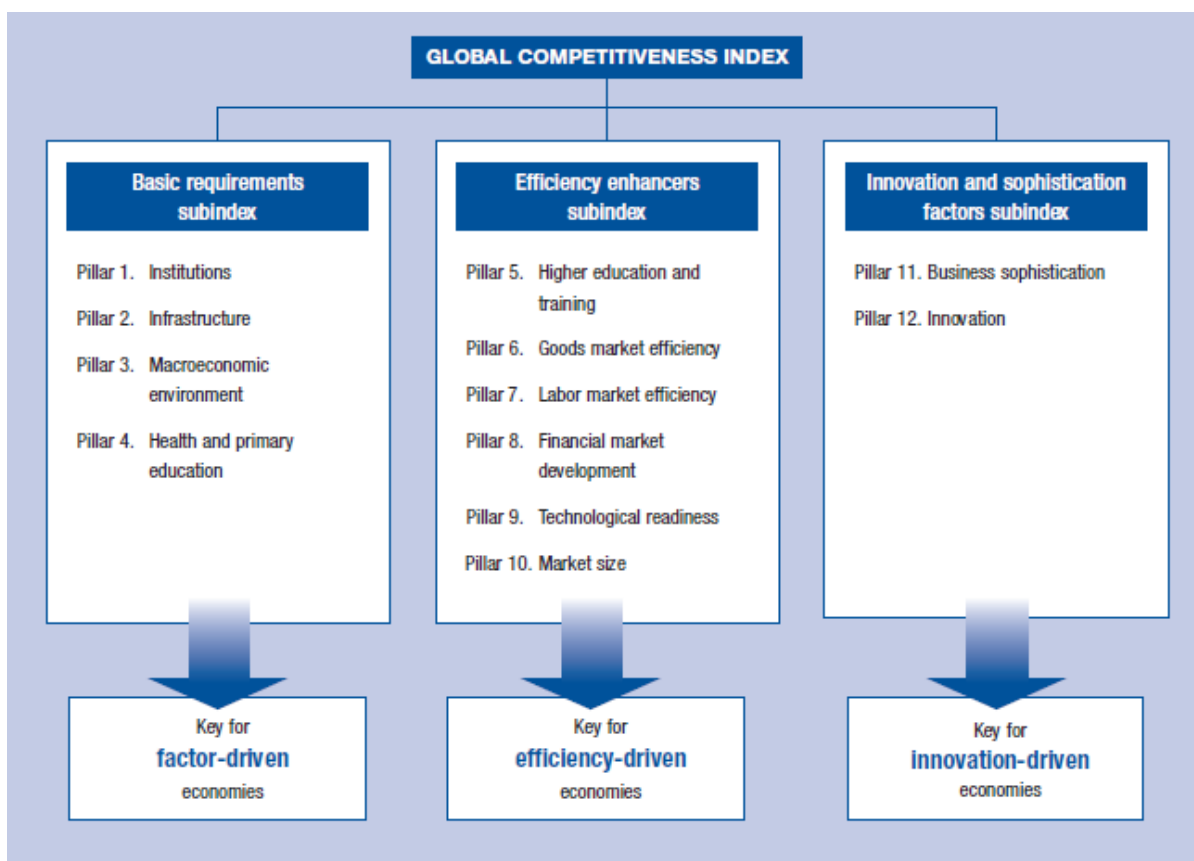 GLOBAL COMPETITIVENESS INDEX
Basic requirements
subindex
Pillar 1. Institutions
Pillar 2. Infrastructure
Pillar 3. Macroeconomic
environment
Pillar 4. Health and primary
education
Key for
factor-driven
economies
Efficiency enhancers
subindex
Pillar 5. Higher education and
training
Pillar 6. Goods market efficiency
Pillar 7. Labor market efficiency
Pillar 8. Financial market
development
Pillar 9. Technological readiness
Pillar 10. Market size
Key for
efficiency-driven
economies
Innovation and sophistication
factors subindex
Pillar 11. Business sophistication
Pillar 12. Innovation
Key for
innovation-driven
economies